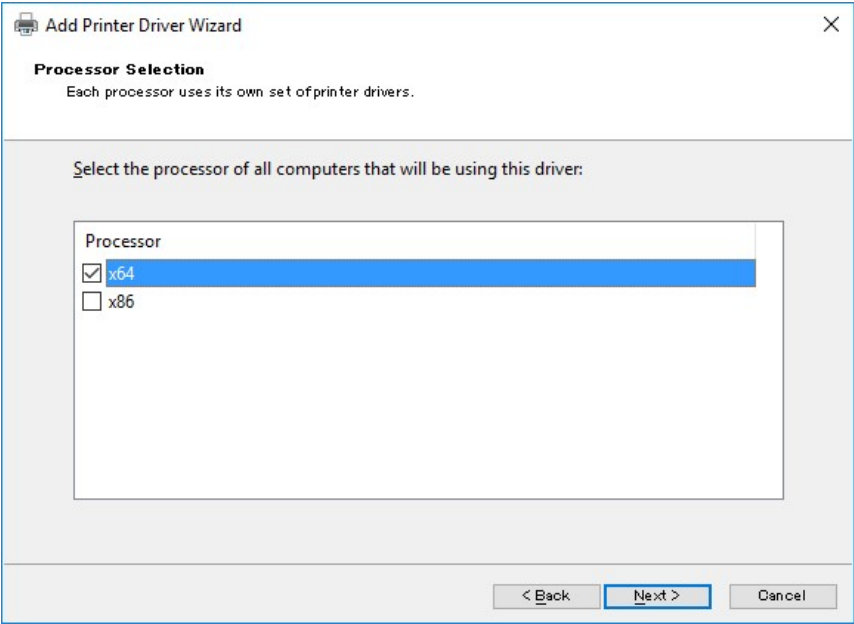 Add Printer Driver Wizard
Processor Selection
Each processor uses its own set of printer drivers.
Select the processor of all computers that will be using this driver:
Processor
x64
x86
< Back
Next >
Cancel